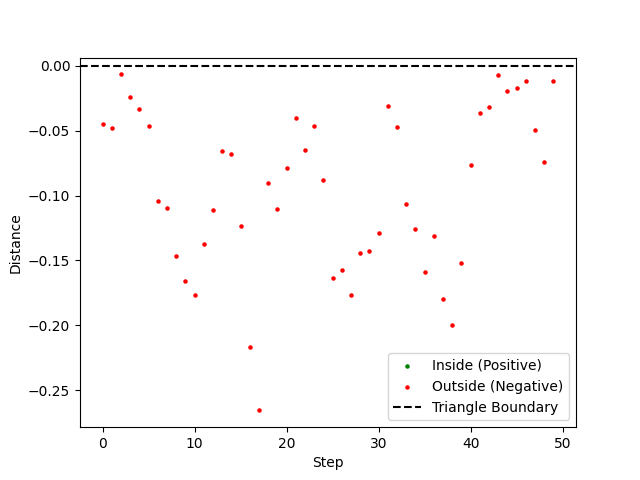 0.00
−0.05
−0.10
−0.15
−0.20
−0.25
Distance
Inside (Positive)
Outside (Negative)
Triangle Boundary
0 10 20 30 40 50
Step